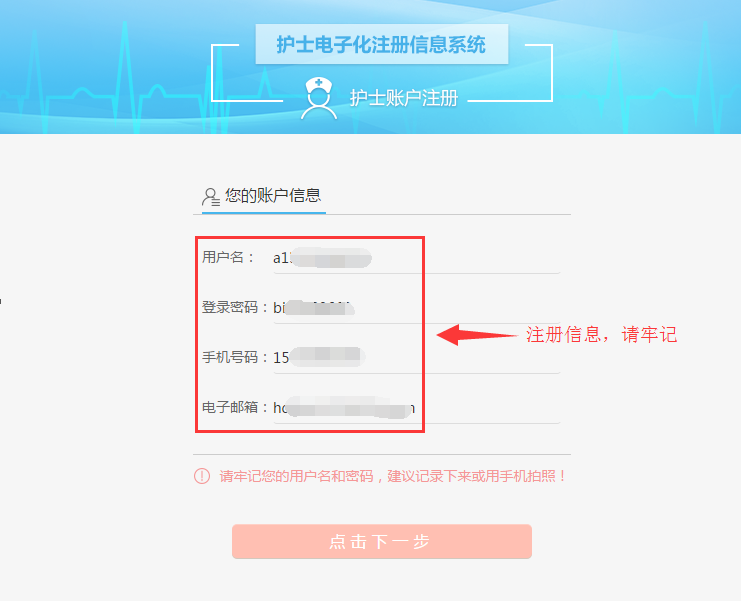 护士电子化注册信息系统
护士账户注册
您的账户信息
用户名：
登录密码：
手机号码：15
电子邮箱：
注册信息，请牢记
请牢记您的用户名和密码，建议记录下来或用手机拍照！
点击下一步